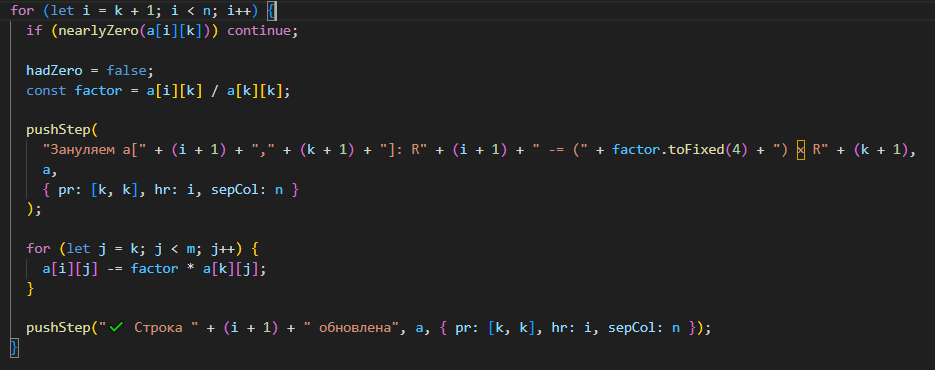 for (let i = k + 1; i < n; i++) {
if (nearlyZero(a[i][k])) continue;
hadZero = false;
const factor = a[i][k] / a[k][k];
pushStep(
"Зануляем a[" + (i + 1) + "," + (k + 1) + "]: R" + (i + 1) + " -= (" + factor.toFixed(4) + ") × R" + (k + 1),
a,
{ pr: [k, k], hr: i, sepCol: n }
);
for (let j = k; j < m; j++) {
a[i][j] -= factor * a[k][j];
}
pushStep("✔ Строка " + (i + 1) + " обновлена", a, { pr: [k, k], hr: i, sepCol: n });
}